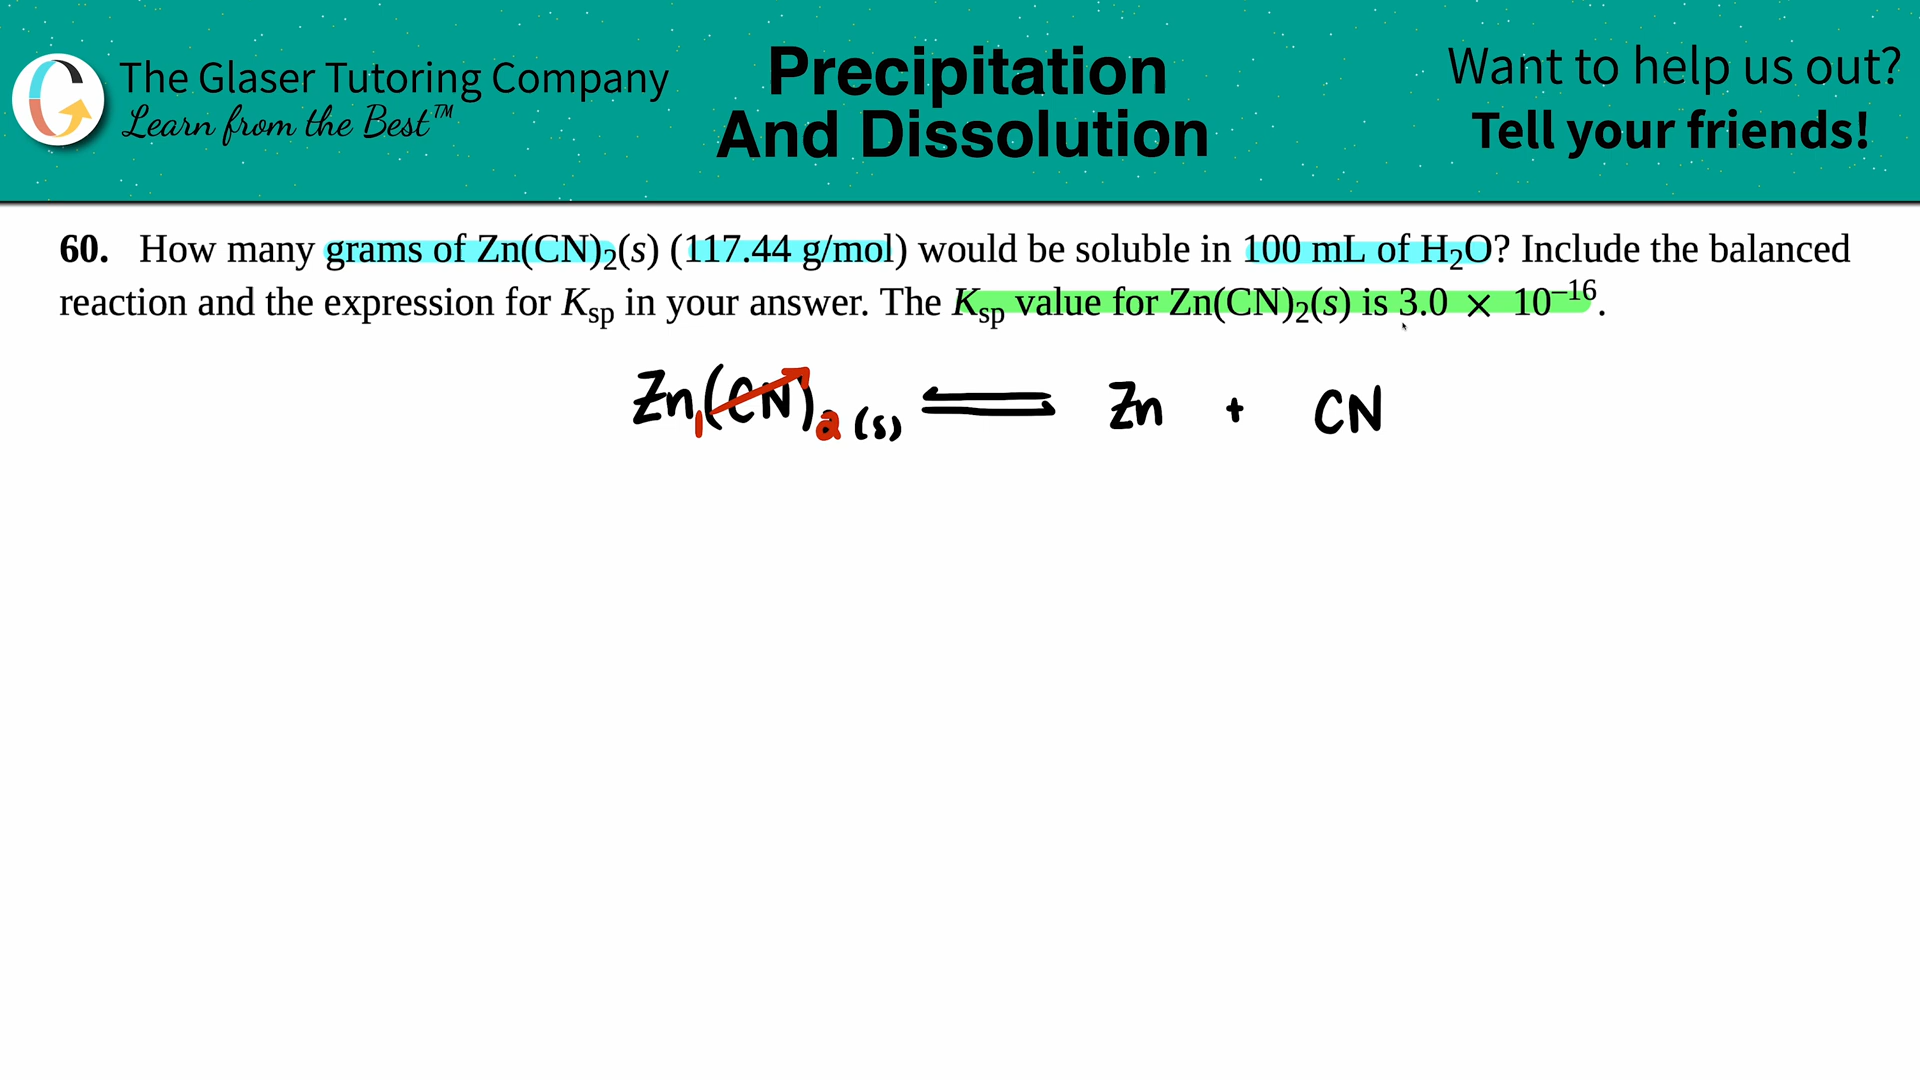 The Glaser Tutoring Company
Learn from the Best™
Precipitation
And Dissolution
Want to help us out?
Tell your friends!
60. How many grams of Zn(CN)₂(s) (117.44 g/mol) would be soluble in 100 mL of H₂O? Include the balanced
reaction and the expression for Kₛₚ in your answer. The Kₛₚ value for Zn(CN)₂(s) is 3.0 × 10⁻¹⁶.
Zn₁(CN)₂ (s) ⇌ Zn + CN